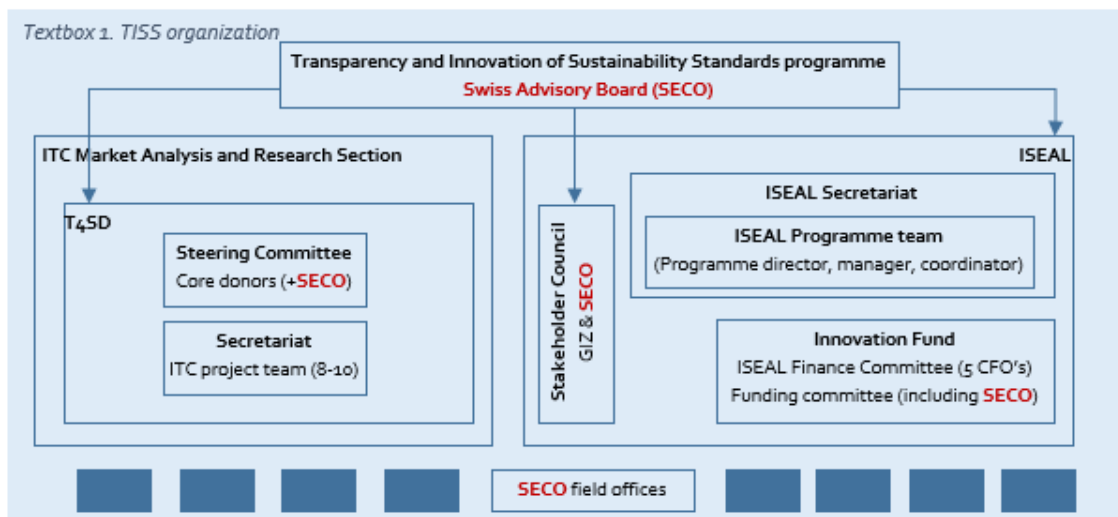 Textbox 1. TISS organization
Transparency and Innovation of Sustainability Standards programme
Swiss Advisory Board (SECO)
ITC Market Analysis and Research Section
T4SD
Steering Committee
Core donors (+SECO)
Secretariat
ITC project team (8-10)
Stakeholder Council
GIZ & SECO
ISEAL
ISEAL Secretariat
ISEAL Programme team
(Programme director, manager, coordinator)
Innovation Fund
ISEAL Finance Committee (5 CFO's)
Funding committee (including SECO)
SECO field offices